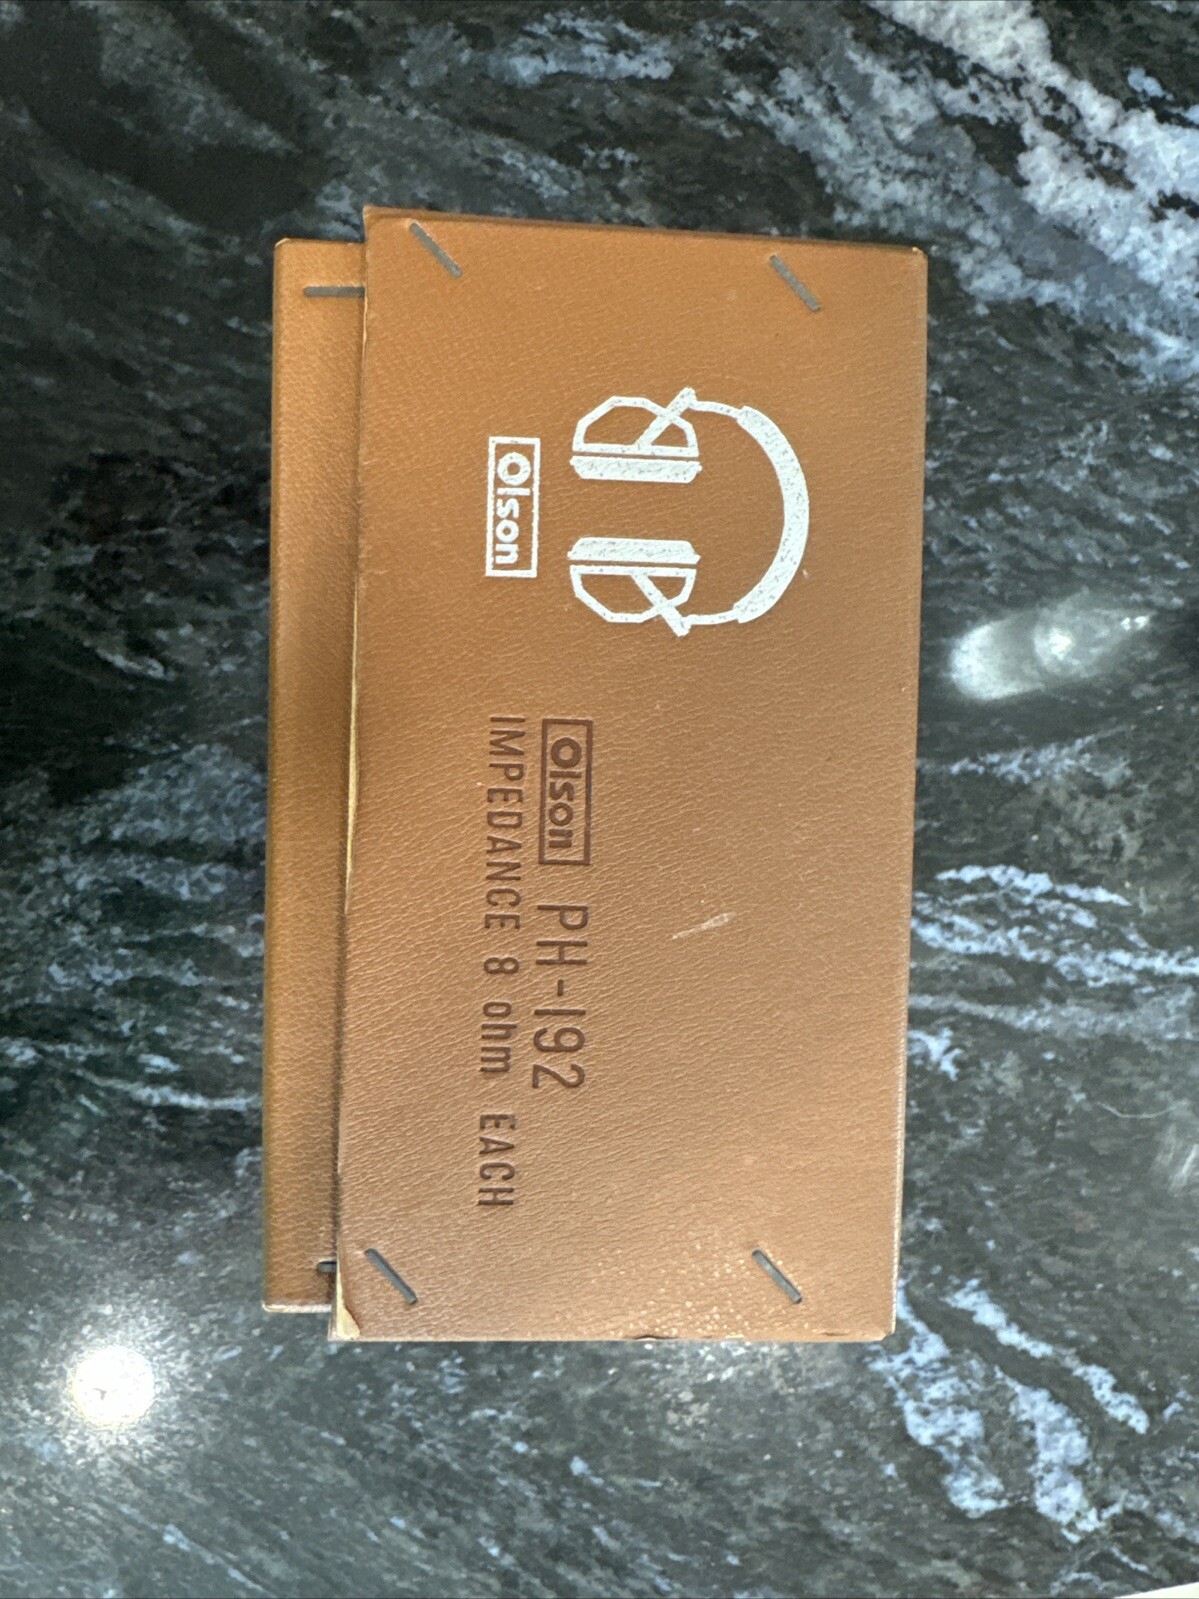 Olson
Olson PH-192
IMPEDANCE 8 ohm EACH